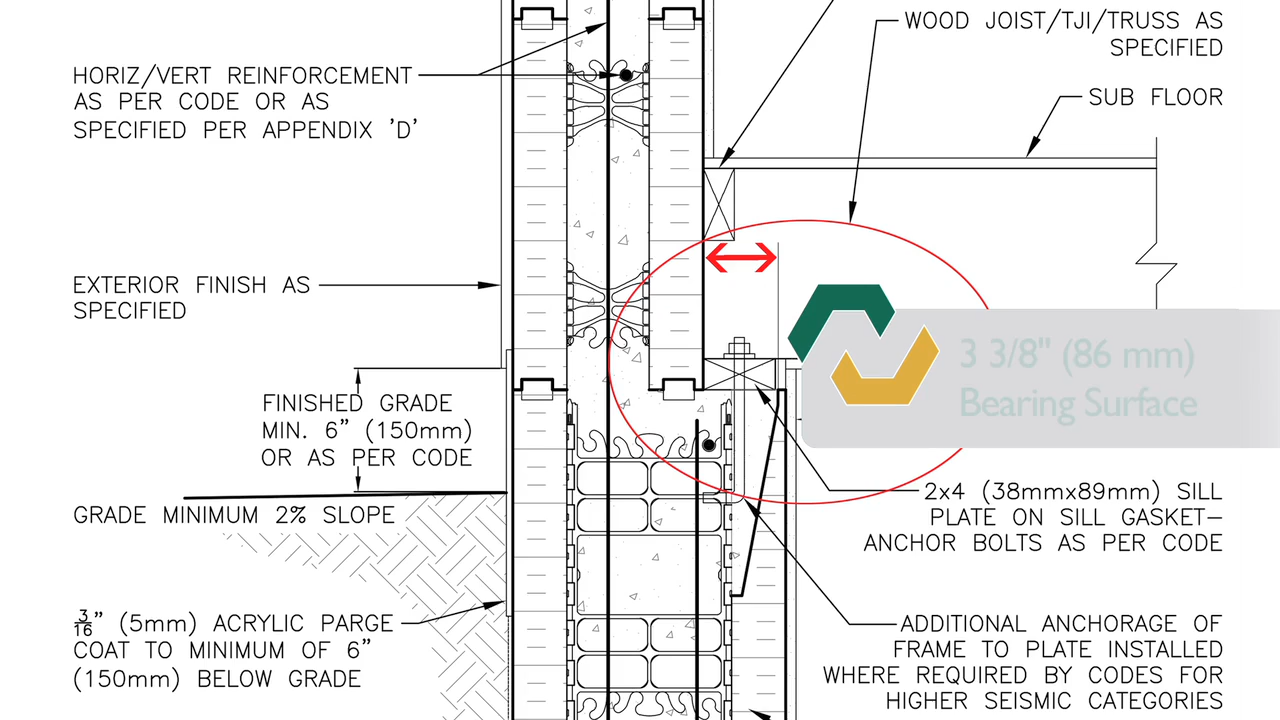 WOOD JOIST/TJI/TRUSS AS
SPECIFIED
SUB FLOOR
HORIZ/VERT REINFORCEMENT
AS PER CODE OR AS
SPECIFIED PER APPENDIX 'D'
EXTERIOR FINISH AS
SPECIFIED
3 3/8" (86 mm)
Bearing Surface
FINISHED GRADE
MIN. 6" (150mm)
OR AS PER CODE
GRADE MINIMUM 2% SLOPE
2x4 (38mmx89mm) SILL
PLATE ON SILL GASKET-
ANCHOR BOLTS AS PER CODE
3/16" (5mm) ACRYLIC PARGE
COAT TO MINIMUM OF 6"
(150mm) BELOW GRADE
ADDITIONAL ANCHORAGE OF
FRAME TO PLATE INSTALLED
WHERE REQUIRED BY CODES FOR
HIGHER SEISMIC CATEGORIES